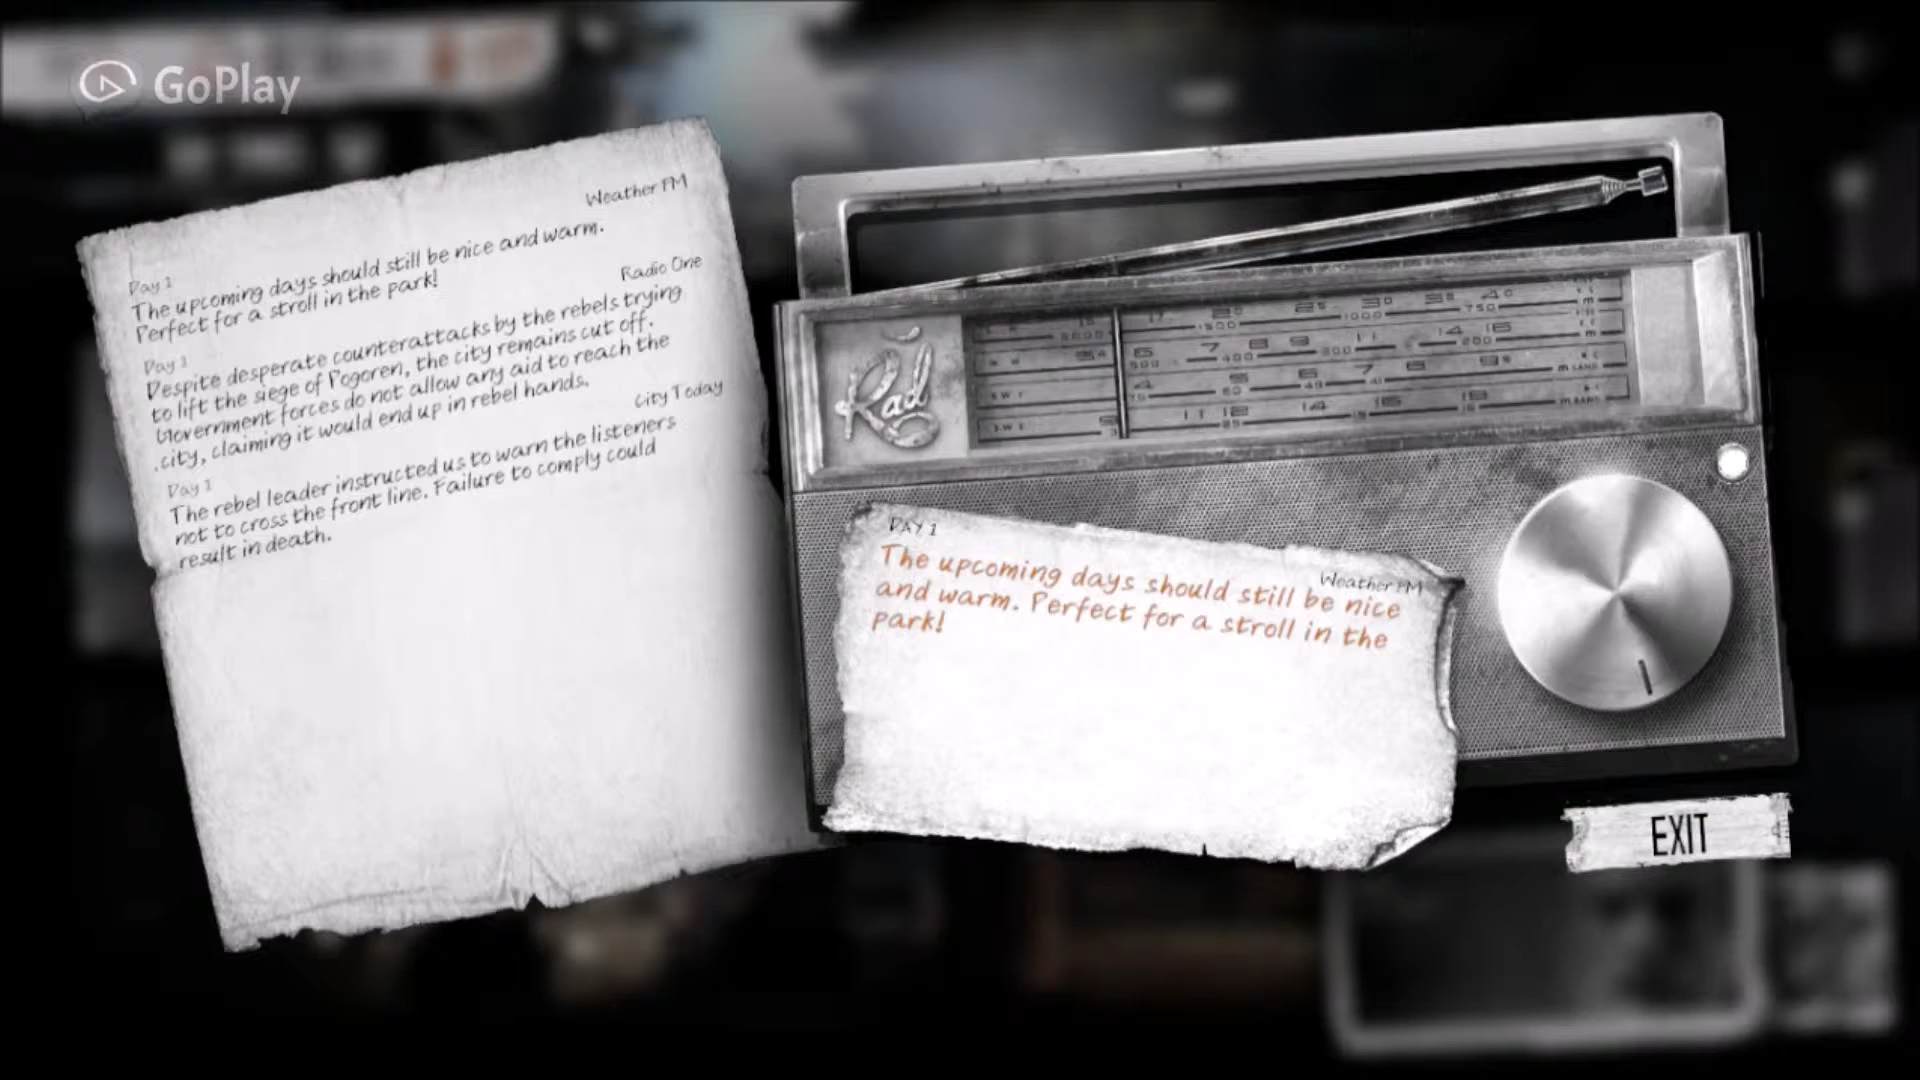 GoPlay
Weather FM
Day 1
The upcoming days should still be nice and warm.
Perfect for a stroll in the park!
Radio One
Day 1
Despite desperate counterattacks by the rebels trying
to lift the siege of Pogoren, the city remains cut off.
Government forces do not allow any aid to reach the
city, claiming it would end up in rebel hands.
City Today
Day 1
The rebel leader instructed us to warn the listeners
not to cross the front line. Failure to comply could
result in death.
Rad
DAY 1
Weather FM
The upcoming days should still be nice
and warm. Perfect for a stroll in the
park!
EXIT